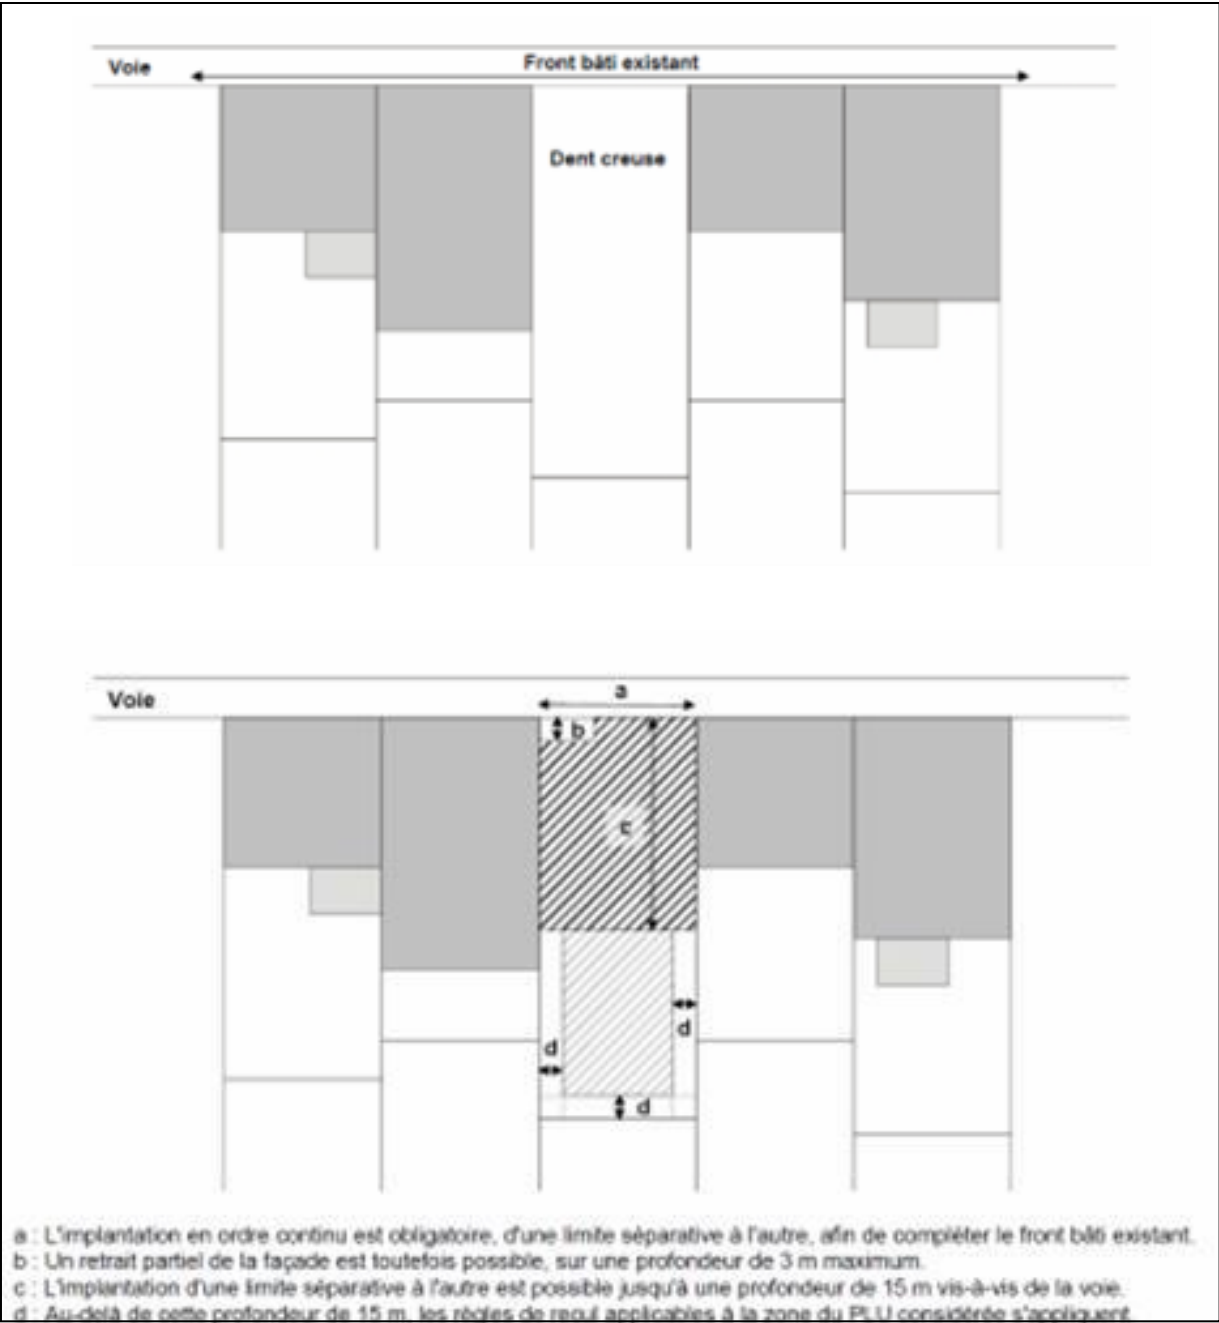 Front bâti existant
Voie
Dent creuse
a
Voie
b
c
d
d
d
a : L'implantation en ordre continu est obligatoire, d'une limite séparative à l'autre, afin de compléter le front bâti existant.
b : Un retrait partiel de la façade est toutefois possible, sur une profondeur de 3 m maximum.
c : L'implantation d'une limite séparative à l'autre est possible jusqu'à une profondeur de 15 m vis-à-vis de la voie.
d : Au-delà de cette profondeur de 15 m, les règles de recul applicables à la zone du PLU considérée s'appliquent.